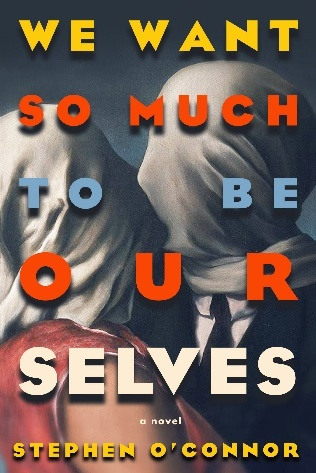 WE WANT
SO MUCH
TO BE
OUR
SELVES
a novel
STEPHEN O'CONNOR